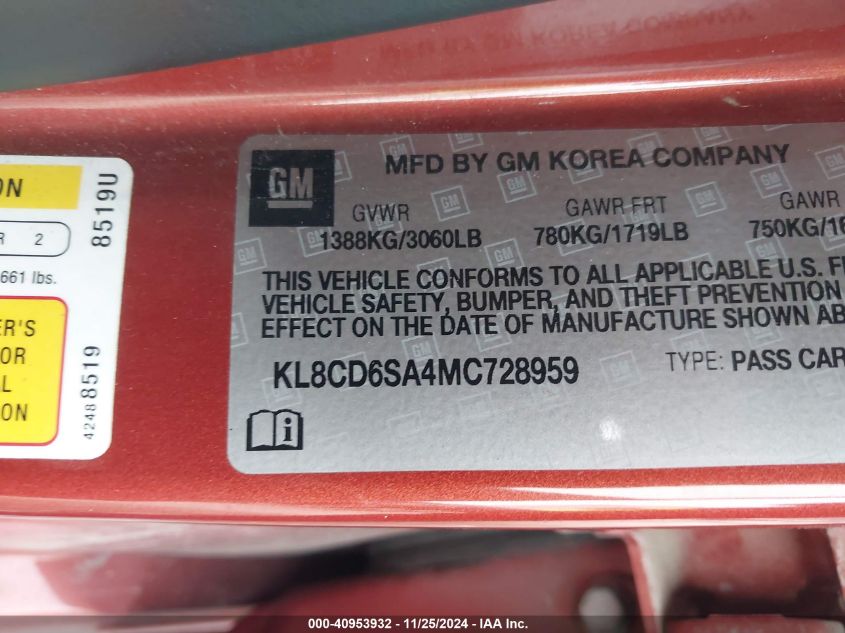 MFD BY GM KOREA COMPANY
GM
GVWR GAWR FRT GAWR
1388KG/3060LB 780KG/1719LB 750KG/16
THIS VEHICLE CONFORMS TO ALL APPLICABLE U.S. F
VEHICLE SAFETY, BUMPER, AND THEFT PREVENTION
EFFECT ON THE DATE OF MANUFACTURE SHOWN AB
KL8CD6SA4MC728959 TYPE: PASS CAR
i
ON
R 2
661 lbs.
8519U
ER'S
OR
L
ON
42488519
000-40953932 - 11/25/2024 - IAA Inc.